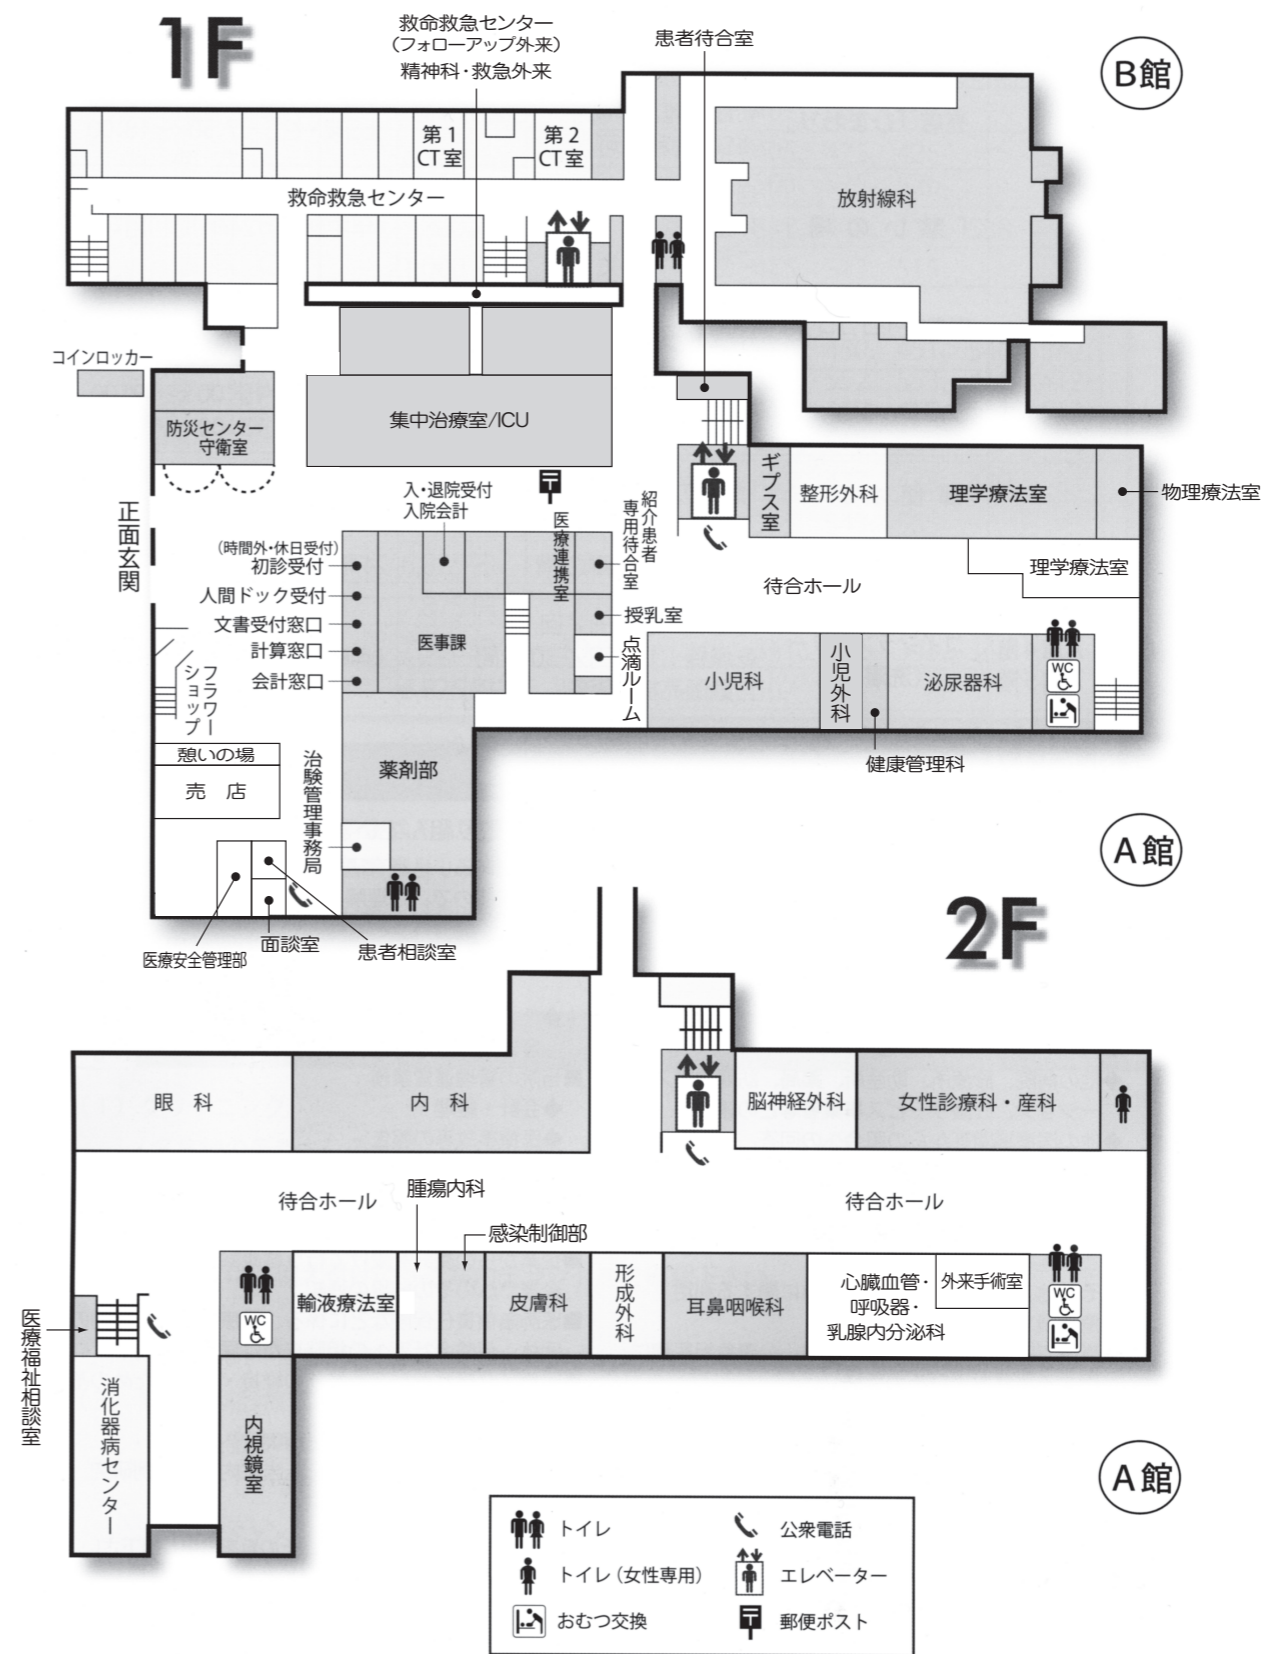 1F
救命救急センター
(フォローアップ外来)
精神科・救急外来
患者待合室
B館
第1
CT室
第2
CT室
救命救急センター
放射線科
コインロッカー
防災センター
守衛室
集中治療室/ICU
正面玄関
入・退院受付
入院会計
医療連携室
紹介患者
専用待合室
ギプス室
整形外科
理学療法室
物理療法室
(時間外・休日受付)
初診受付
人間ドック受付
文書受付窓口
計算窓口
会計窓口
医事課
授乳室
点滴ルーム
待合ホール
理学療法室
小児科
小児外科
泌尿器科
WC
健康管理科
フラワー
ショップ
憩いの場
売 店
治験管理事務局
薬剤部
医療安全管理部
面談室
患者相談室
A館
2F
眼 科
内 科
脳神経外科
女性診療科・産科
待合ホール
腫瘍内科
感染制御部
待合ホール
医療福祉相談室
WC
輸液療法室
皮膚科
形成外科
耳鼻咽喉科
心臓血管・
呼吸器・
乳腺内分泌科
外来手術室
WC
消化器病センター
内視鏡室
A館
トイレ
公衆電話
トイレ(女性専用)
エレベーター
おむつ交換
郵便ポスト